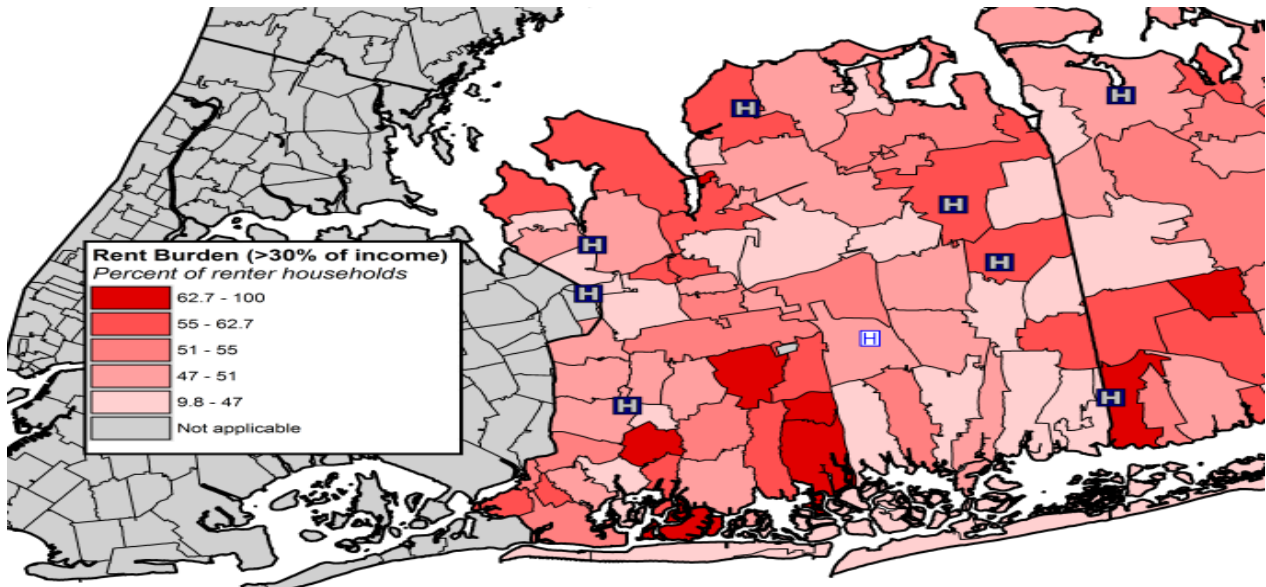 H
H
H
H
H
Rent Burden (>30% of income)
Percent of renter households
H
62.7 - 100
55 - 62.7
H
51 - 55
47 - 51
9.8 - 47
H
H
Not applicable